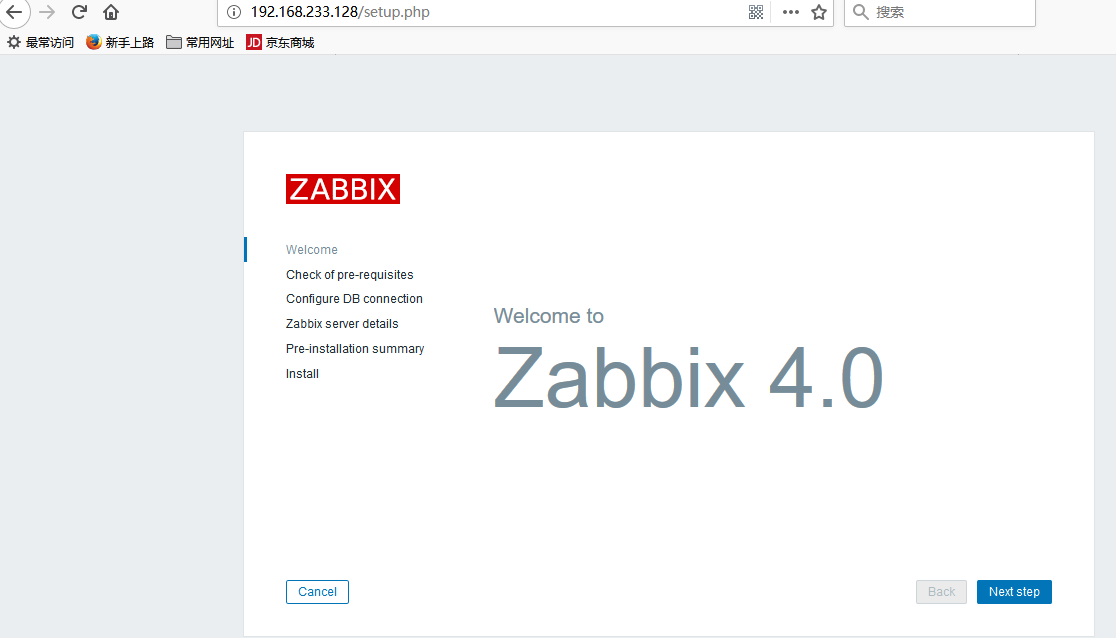 192.168.233.128/setup.php
搜索
最常访问 新手上路 常用网址 JD 京东商城
ZABBIX
Welcome
Check of pre-requisites
Configure DB connection
Zabbix server details
Pre-installation summary
Install
Welcome to
Zabbix 4.0
Cancel
Back
Next step